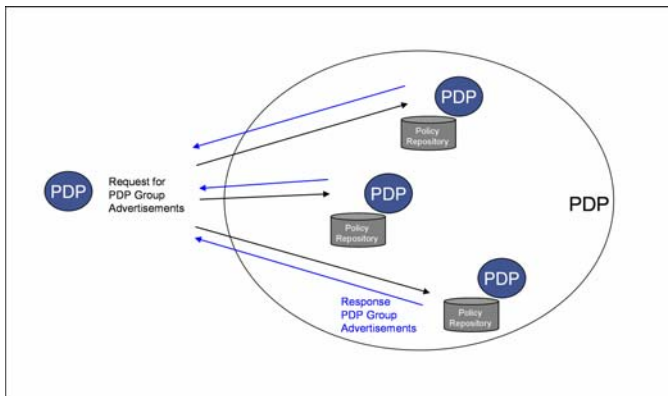 PDP
Policy
Repository
PDP
Request for
PDP Group
Advertisements
PDP
Policy
Repository
PDP
PDP
Response
PDP Group
Advertisements
Policy
Repository